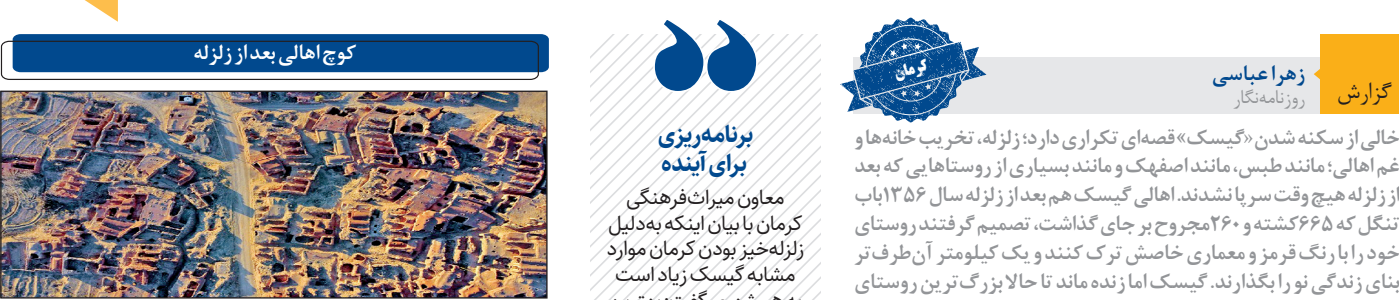 گزارش
زهرا عباسی
روزنامه‌نگار
کرمان
خالی از سکنه شدن «گیسک» قصه‌ای تکراری دارد؛ زلزله، تخریب خانه‌ها و
غم اهالی؛ مانند طبس، مانند اصفهک و مانند بسیاری از روستاهایی که بعد
از زلزله هیچ وقت سر پا نشدند. اهالی گیسک هم بعد از زلزله سال ۱۳۵۶ باب
تنگل که ۶۶۵ کشته و ۲۶۰ مجروح بر جای گذاشت، تصمیم گرفتند روستای
خود را با رنگ قرمز و معماری خاصش ترک کنند و یک کیلومتر آن‌طرف‌تر
بنای زندگی نو را بگذارند. گیسک اما زنده ماند تا حالا بزرگ‌ترین روستای
برنامه‌ریزی
برای آینده
معاون میراث‌فرهنگی
کرمان با بیان اینکه به‌دلیل
زلزله‌خیز بودن کرمان موارد
مشابه گیسک زیاد است
کوچ اهالی بعد از زلزله